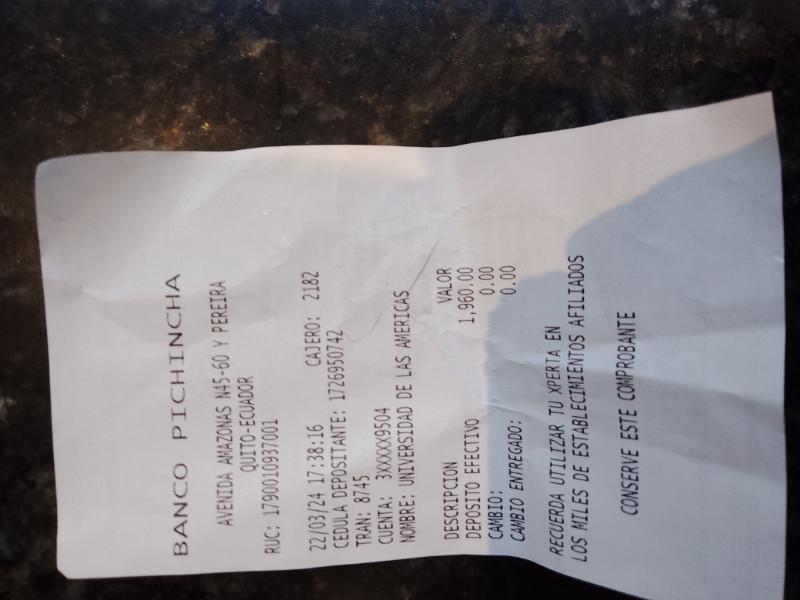 BANCO PICHINCHA
AVENIDA AMAZONAS N45-60 Y PEREIRA
QUITO-ECUADOR
RUC: 1790010937001
22/03/24 17:38:16 CAJERO: 2182
CEDULA DEPOSITANTE: 1726950742
TRAN: 8745
CUENTA: 3XXXXX9504
NOMBRE: UNIVERSIDAD DE LAS AMERICAS
DESCRIPCION VALOR
DEPOSITO EFECTIVO 1,960.00
CAMBIO: 0.00
CAMBIO ENTREGADO: 0.00
RECUERDA UTILIZAR TU XPERTA EN
LOS MILES DE ESTABLECIMIENTOS AFILIADOS
CONSERVE ESTE COMPROBANTE